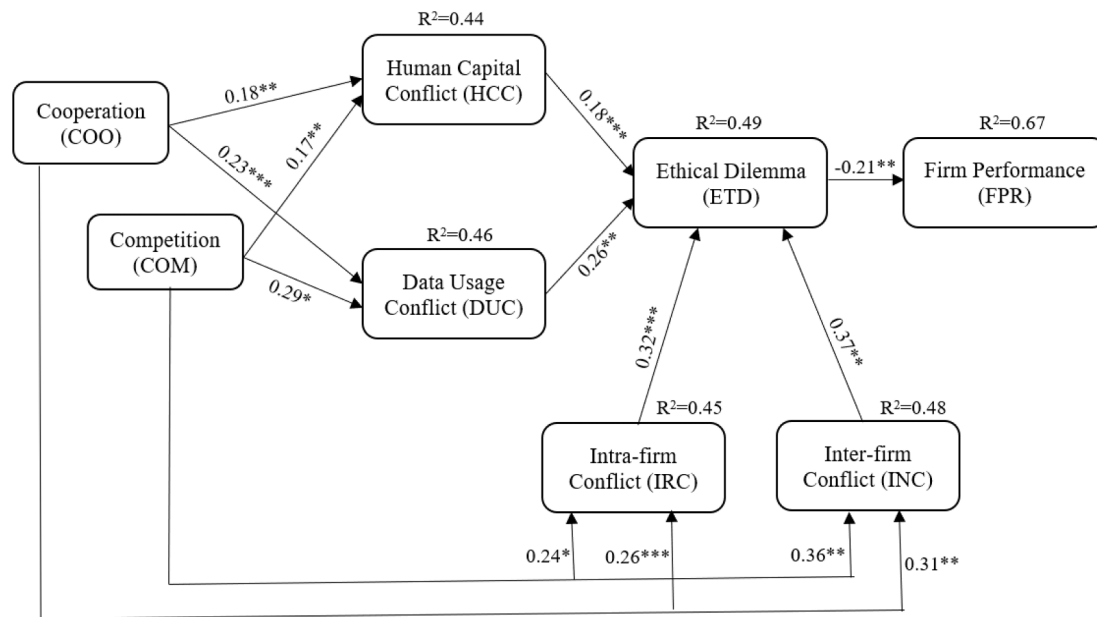 R²=0.44
Human Capital
Conflict (HCC)
Cooperation
(COO)
0.18**
0.17**
0.23***
0.18***
R²=0.49
Ethical Dilemma
(ETD)
-0.21**
R²=0.67
Firm Performance
(FPR)
Competition
(COM)
R²=0.46
Data Usage
Conflict (DUC)
0.29*
0.26**
0.32***
0.37**
R²=0.45
Intra-firm
Conflict (IRC)
R²=0.48
Inter-firm
Conflict (INC)
0.24*
0.26***
0.36**
0.31**